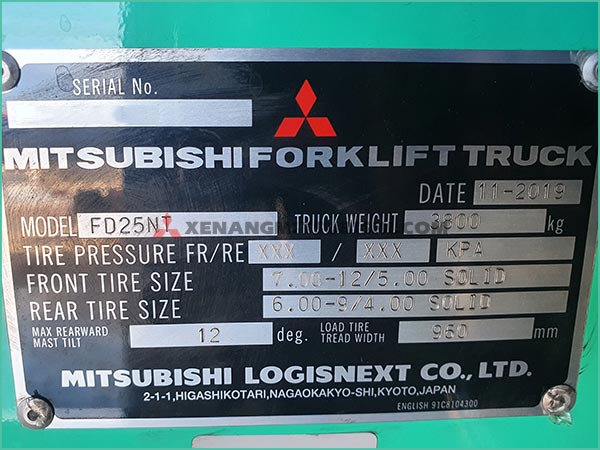 SERIAL No.
MITSUBISHI FORKLIFT TRUCK
DATE 11-2019
MODEL FD25NT TRUCK WEIGHT 3800 kg
TIRE PRESSURE FR/RE XXX / XXX KPA
FRONT TIRE SIZE 7.00-12/5.00 SOLID
REAR TIRE SIZE 6.00-9/4.00 SOLID
MAX REARWARD MAST TILT 12 deg. LOAD TIRE TREAD WIDTH 960 mm
MITSUBISHI LOGISNEXT CO., LTD.
2-1-1, HIGASHIKOTARI, NAGAOKAKYO-SHI, KYOTO, JAPAN
ENGLISH 91C8104300